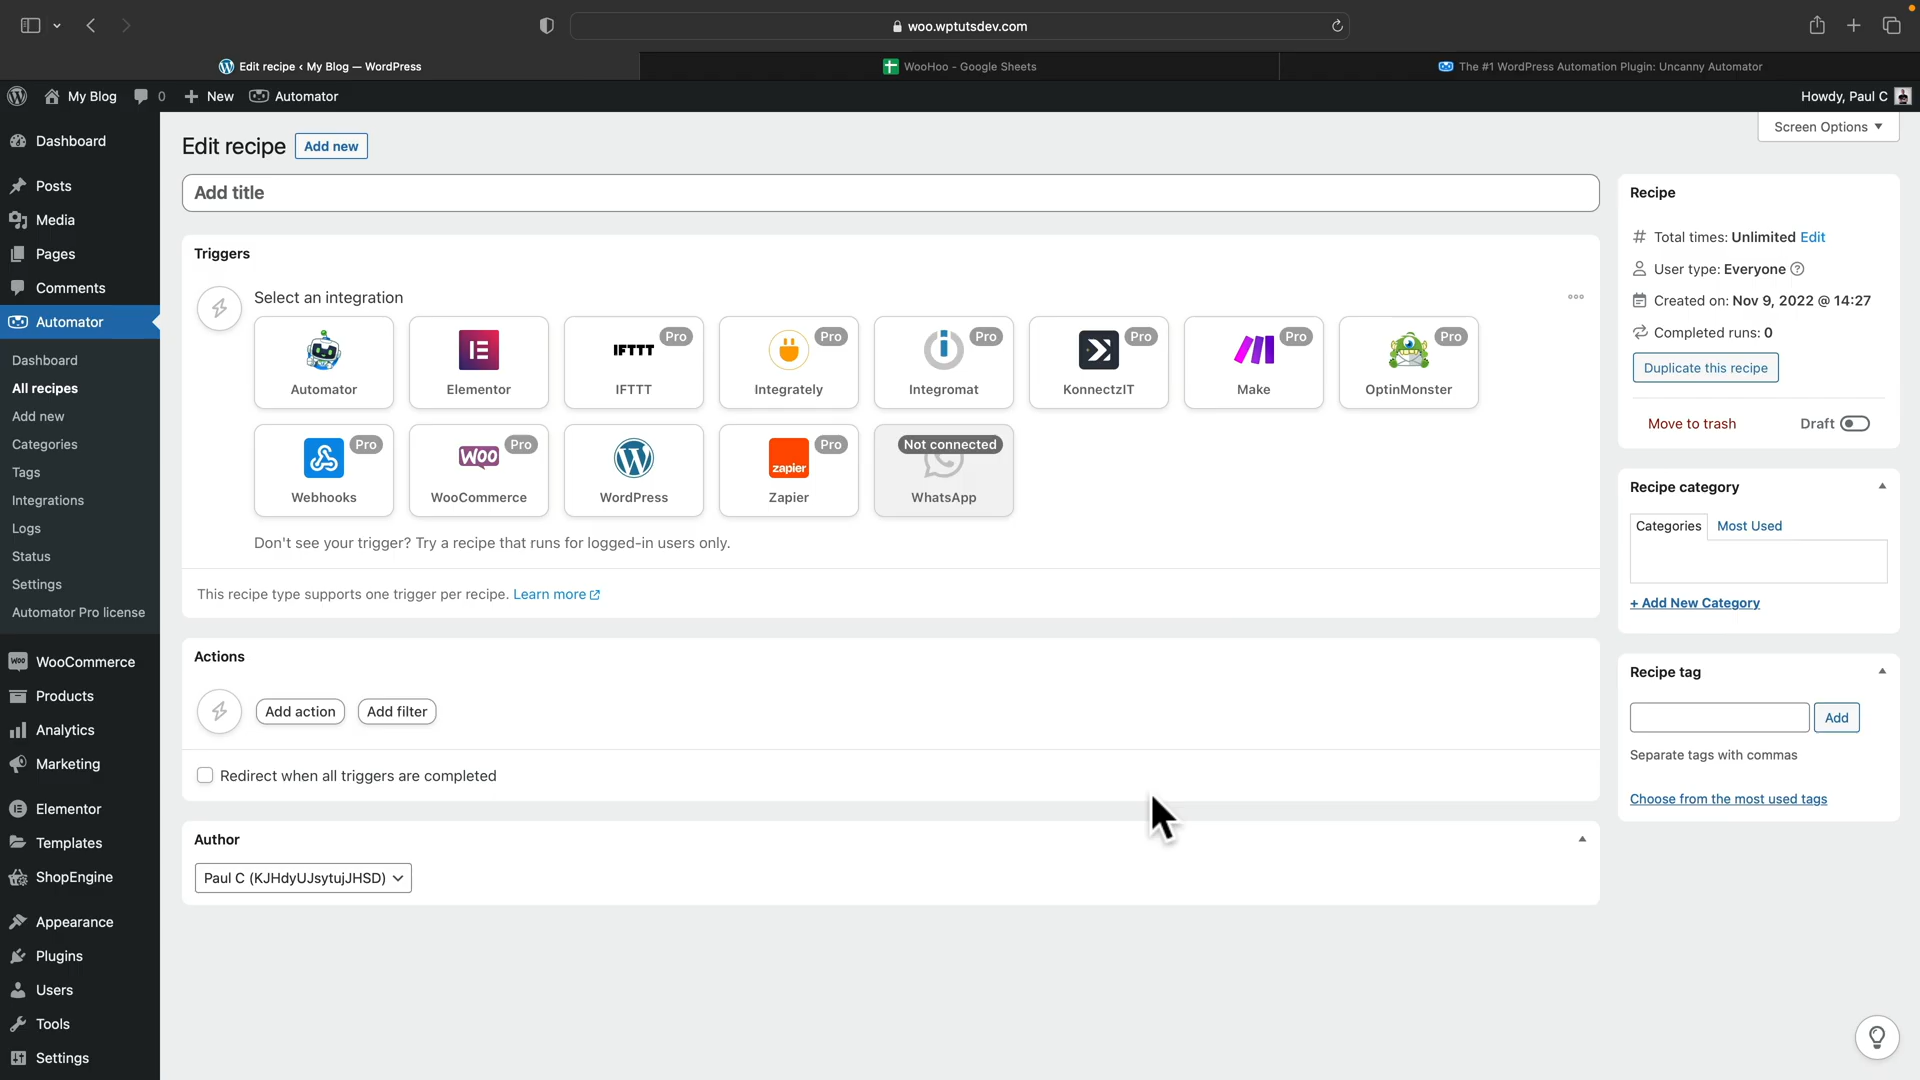 woo.wptutsdev.com
Edit recipe ‹ My Blog — WordPress
WooHoo - Google Sheets
The #1 WordPress Automation Plugin: Uncanny Automator
My Blog
0
New
Automator
Howdy, Paul C
Screen Options
Dashboard
Posts
Media
Pages
Comments
Automator
Dashboard
All recipes
Add new
Categories
Tags
Integrations
Logs
Status
Settings
Automator Pro license
WooCommerce
Products
Analytics
Marketing
Elementor
Templates
ShopEngine
Appearance
Plugins
Users
Tools
Settings
Edit recipe
Add new
Add title
Triggers
Select an integration
Automator
Elementor
IFTTT
Pro
IFTTT
Pro
Integrately
Pro
Integromat
Pro
KonnectzIT
Pro
Make
Pro
OptinMonster
Pro
Webhooks
WOO
Pro
WooCommerce
WordPress
zapier
Pro
Zapier
Not connected
WhatsApp
Don't see your trigger? Try a recipe that runs for logged-in users only.
This recipe type supports one trigger per recipe. Learn more
Actions
Add action
Add filter
Redirect when all triggers are completed
Author
Paul C (KJHdyUJsytujJHSD)
Recipe
# Total times: Unlimited Edit
User type: Everyone
Created on: Nov 9, 2022 @ 14:27
Completed runs: 0
Duplicate this recipe
Move to trash
Draft
Recipe category
Categories
Most Used
+ Add New Category
Recipe tag
Add
Separate tags with commas
Choose from the most used tags